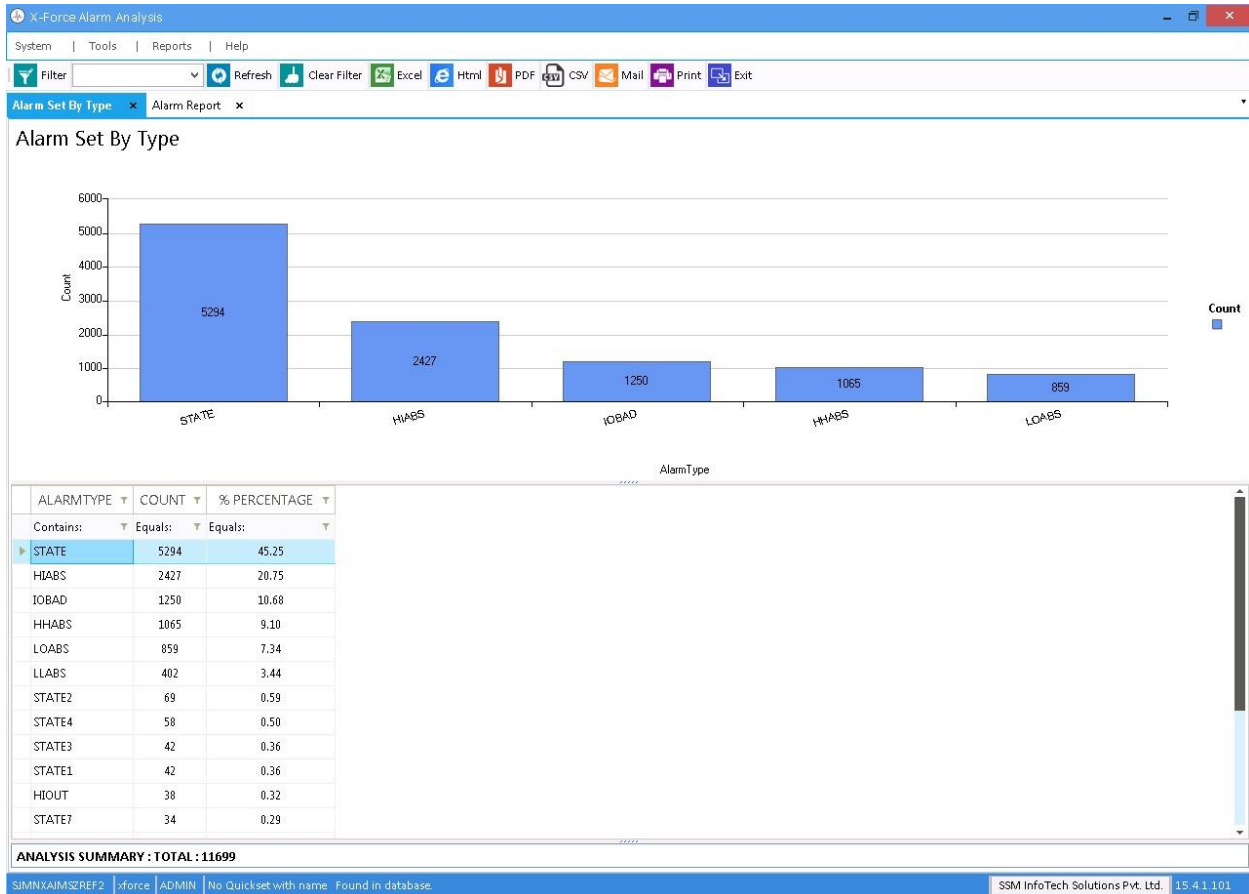 X-Force Alarm Analysis
System | Tools | Reports | Help
Filter Refresh Clear Filter Excel Html PDF CSV Mail Print Exit
Alarm Set By Type x Alarm Report x
Alarm Set By Type
6000
5000
4000
3000
2000
1000
0
Count
5294
2427
1250
1065
859
STATE
HIABS
IOBAD
HHABS
LOABS
AlarmType
Count
ALARMTYPE COUNT % PERCENTAGE
Contains: Equals: Equals:
STATE 5294 45.25
HIABS 2427 20.75
IOBAD 1250 10.68
HHABS 1065 9.10
LOABS 859 7.34
LLABS 402 3.44
STATE2 69 0.59
STATE4 58 0.50
STATE3 42 0.36
STATE1 42 0.36
HIOUT 38 0.32
STATE7 34 0.29
ANALYSIS SUMMARY : TOTAL : 11699
SJMNXAIMSZREF2 xforce ADMIN No Quickset with name Found in database. SSM InfoTech Solutions Pvt. Ltd. 15.4.1.101